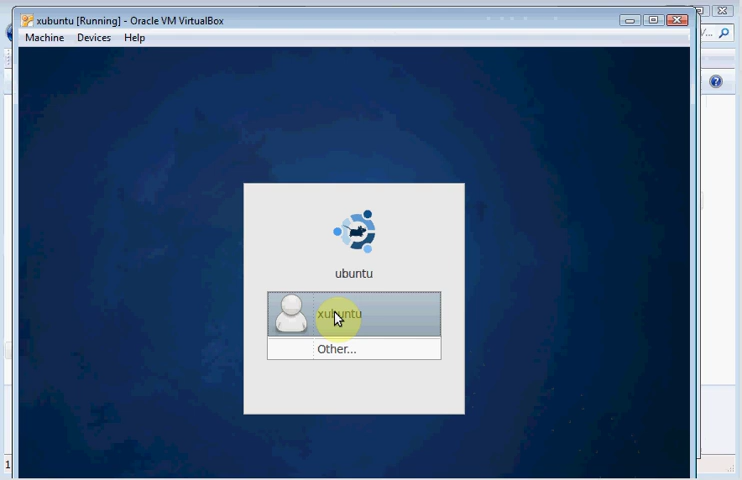 xubuntu [Running] - Oracle VM VirtualBox
Machine Devices Help
ubuntu
xubuntu
Other...